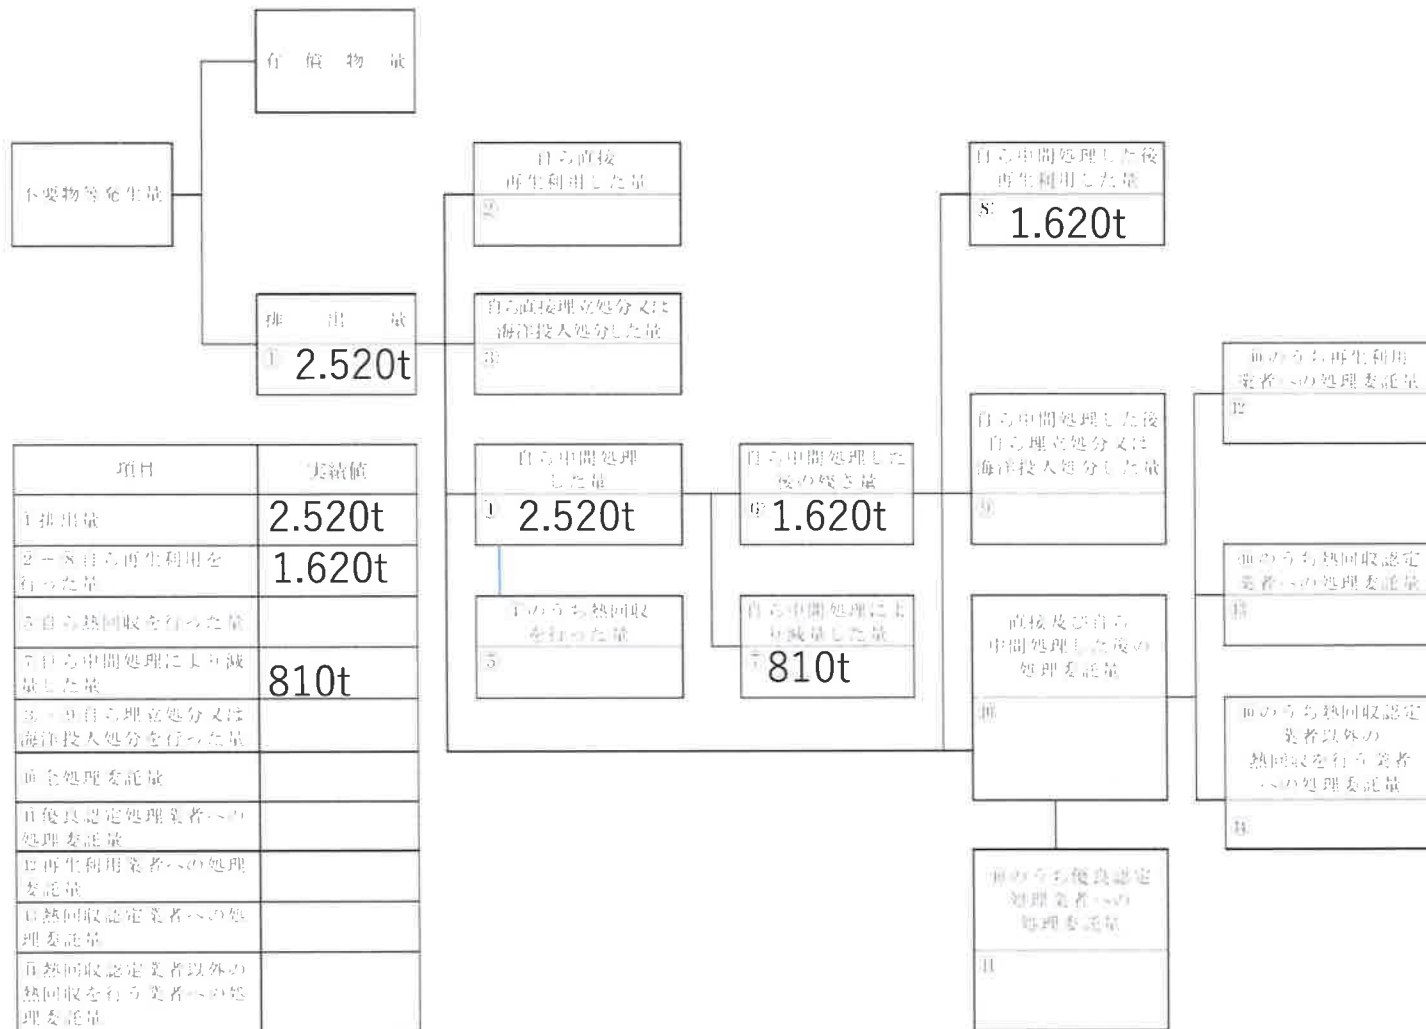 有償物量
不要物等発生量
排出量
① 2.520t
自ら直接
再生利用した量
②
自ら直接埋立処分又は
海洋投入処分した量
③
自ら中間処理
した量
2.520t
のうち熱回収
を行った量
⑤
自ら中間処理した
後の残さ量
⑥ 1.620t
自ら中間処理によ
り減量した量
⑦ 810t
自ら中間処理した後
再生利用した量
⑧ 1.620t
自ら中間処理した後
自ら埋立処分又は
海洋投入処分した量
⑨
直接及び自ら
中間処理した後の
処理委託量
⑩
⑩のうち優良認定
処理業者への
処理委託量
⑪
⑩のうち再生利用
業者への処理委託量
⑫
⑩のうち熱回収認定
業者への処理委託量
⑬
⑩のうち熱回収認定
業者以外の
熱回収を行う業者
への処理委託量
⑭
項目 実績値
①排出量 2.520t
②+⑧自ら再生利用を
行った量 1.620t
⑤自ら熱回収を行った量
⑦自ら中間処理により減
量した量 810t
③+⑨自ら埋立処分又は
海洋投入処分を行った量
⑩全処理委託量
⑪優良認定処理業者への
処理委託量
⑫再生利用業者への処理
委託量
⑬熱回収認定業者への処
理委託量
⑭熱回収認定業者以外の
熱回収を行う業者への処
理委託量